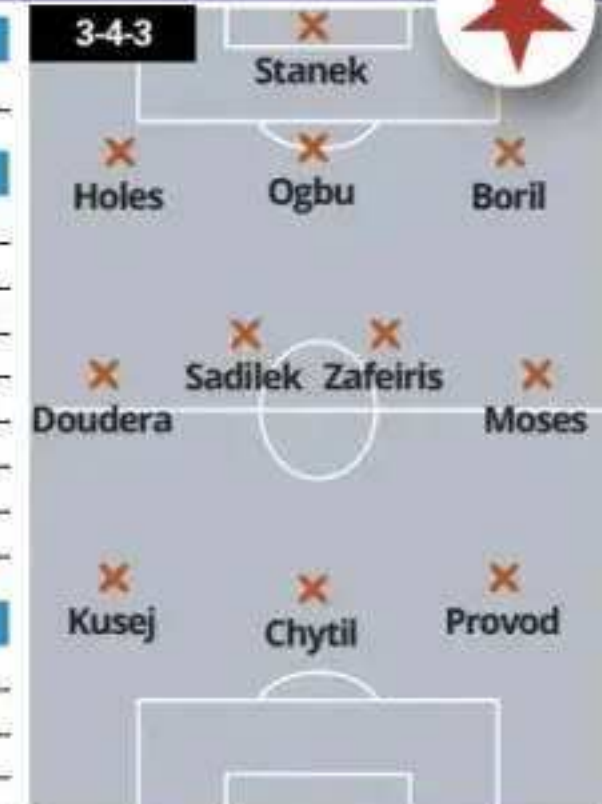 3-4-3
Stanek
Holes Ogbu Boril
Sadilek Zafeiris
Doudera Moses
Kusej Chytil Provod